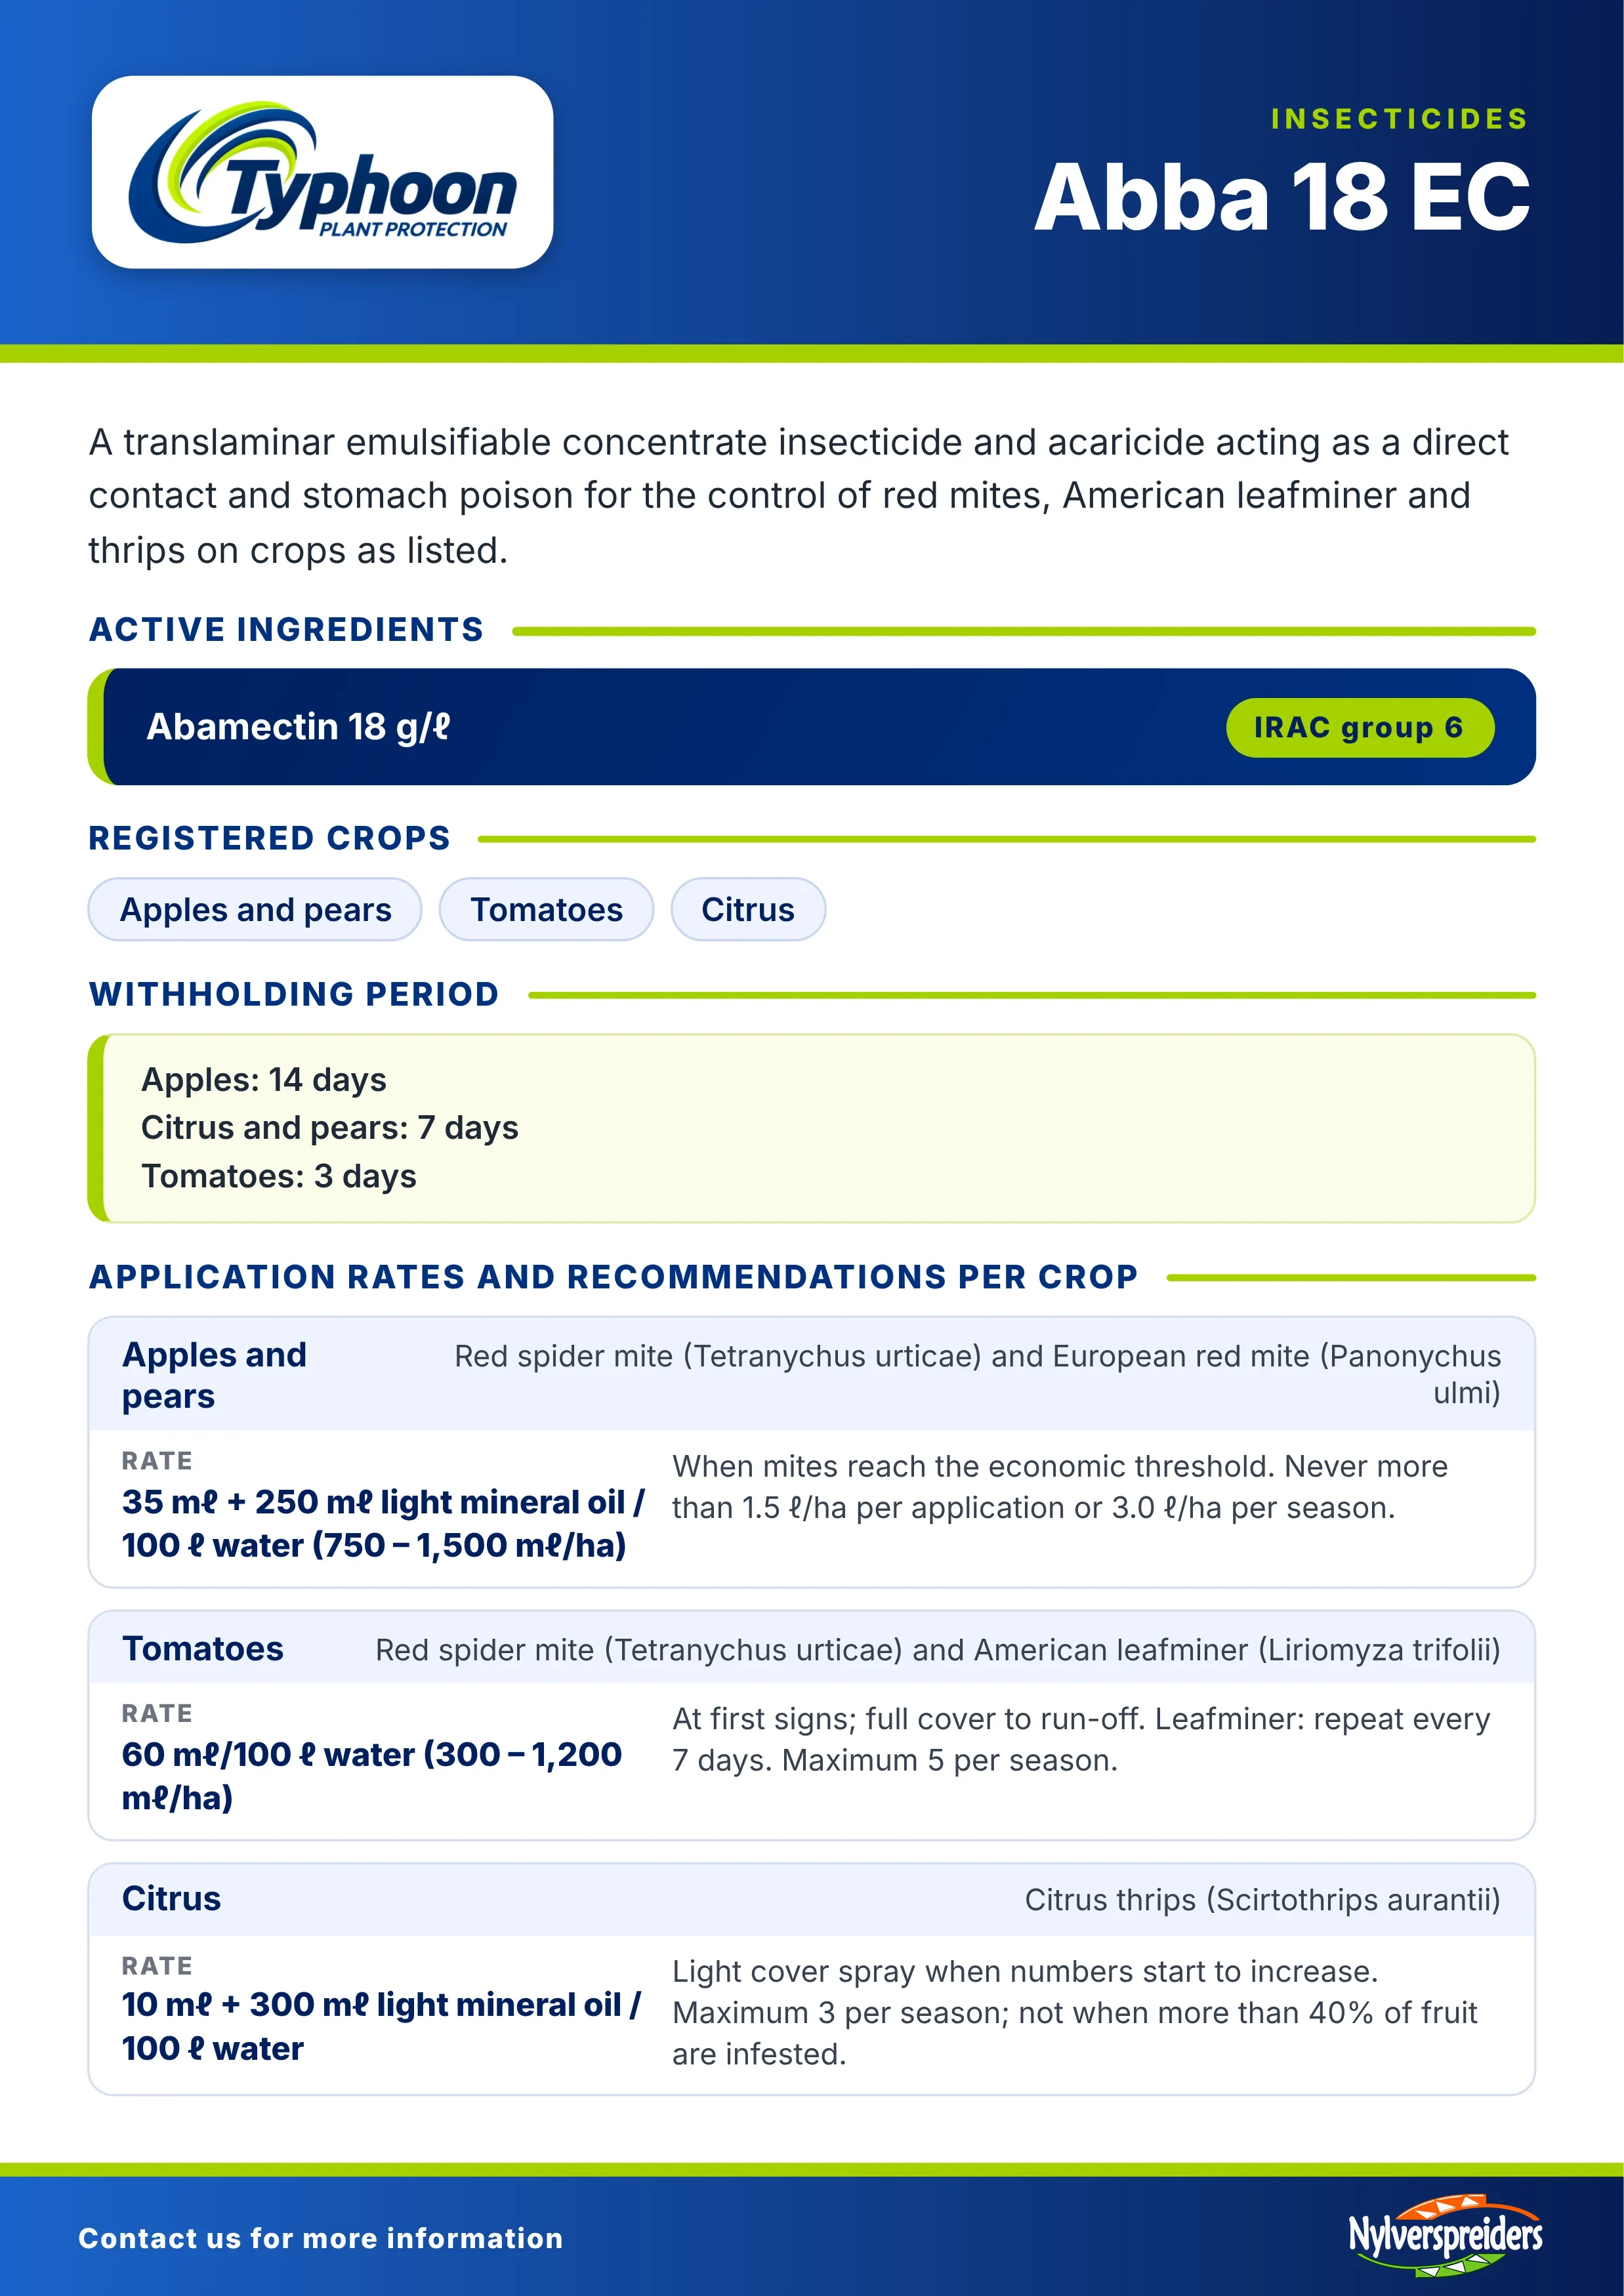 Typhoon
PLANT PROTECTION
INSECTICIDES
Abba 18 EC
A translaminar emulsifiable concentrate insecticide and acaricide acting as a direct
contact and stomach poison for the control of red mites, American leafminer and
thrips on crops as listed.
ACTIVE INGREDIENTS
Abamectin 18 g/ℓ
IRAC group 6
REGISTERED CROPS
Apples and pears
Tomatoes
Citrus
WITHHOLDING PERIOD
Apples: 14 days
Citrus and pears: 7 days
Tomatoes: 3 days
APPLICATION RATES AND RECOMMENDATIONS PER CROP
Apples and
pears
Red spider mite (Tetranychus urticae) and European red mite (Panonychus
ulmi)
RATE
35 mℓ + 250 mℓ light mineral oil /
100 ℓ water (750 – 1,500 mℓ/ha)
When mites reach the economic threshold. Never more
than 1.5 ℓ/ha per application or 3.0 ℓ/ha per season.
Tomatoes
Red spider mite (Tetranychus urticae) and American leafminer (Liriomyza trifolii)
RATE
60 mℓ/100 ℓ water (300 – 1,200
mℓ/ha)
At first signs; full cover to run-off. Leafminer: repeat every
7 days. Maximum 5 per season.
Citrus
Citrus thrips (Scirtothrips aurantii)
RATE
10 mℓ + 300 mℓ light mineral oil /
100 ℓ water
Light cover spray when numbers start to increase.
Maximum 3 per season; not when more than 40% of fruit
are infested.
Contact us for more information
Nylverspreiders